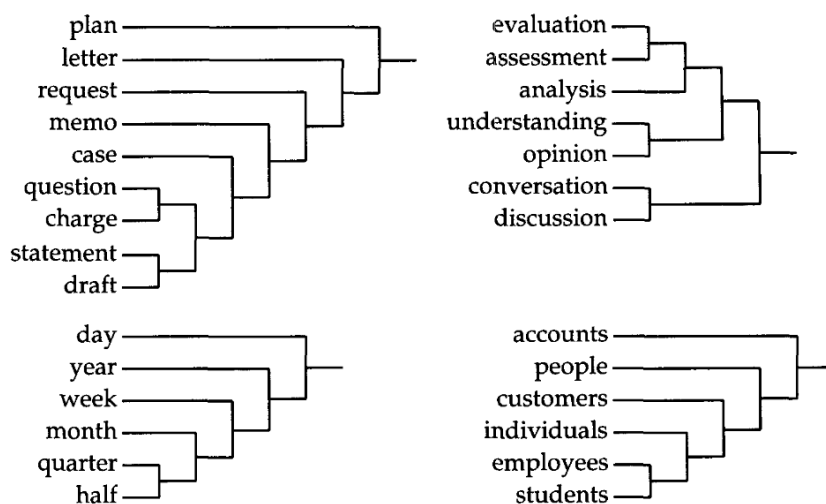 plan
letter
request
memo
case
question
charge
statement
draft
evaluation
assessment
analysis
understanding
opinion
conversation
discussion
day
year
week
month
quarter
half
accounts
people
customers
individuals
employees
students